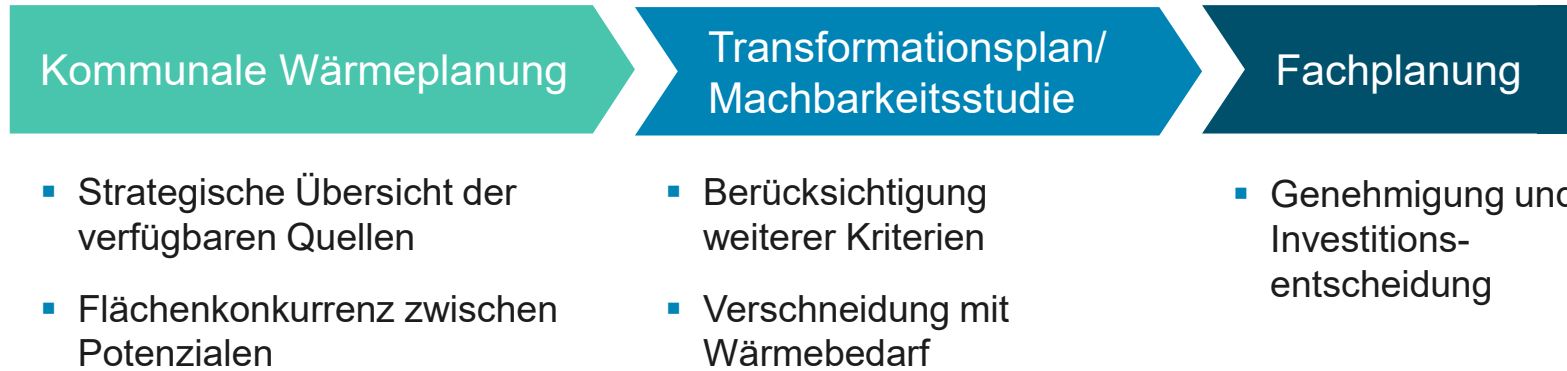 Kommunale Wärmeplanung
Transformationsplan/
Machbarkeitsstudie
Fachplanung
▪ Strategische Übersicht der
verfügbaren Quellen
▪ Flächenkonkurrenz zwischen
Potenzialen
▪ Berücksichtigung
weiterer Kriterien
▪ Verschneidung mit
Wärmebedarf
▪ Genehmigung und
Investitions-
entscheidung